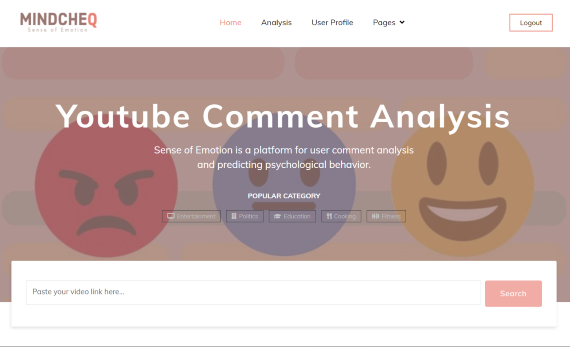 MINDCHEQ
Sense of Emotion
Home Analysis User Profile Pages Logout
Youtube Comment Analysis
Sense of Emotion is a platform for user comment analysis
and predicting psychological behavior.
POPULAR CATEGORY
Entertainment Politics Education Cooking Fitness
Paste your video link here... Search